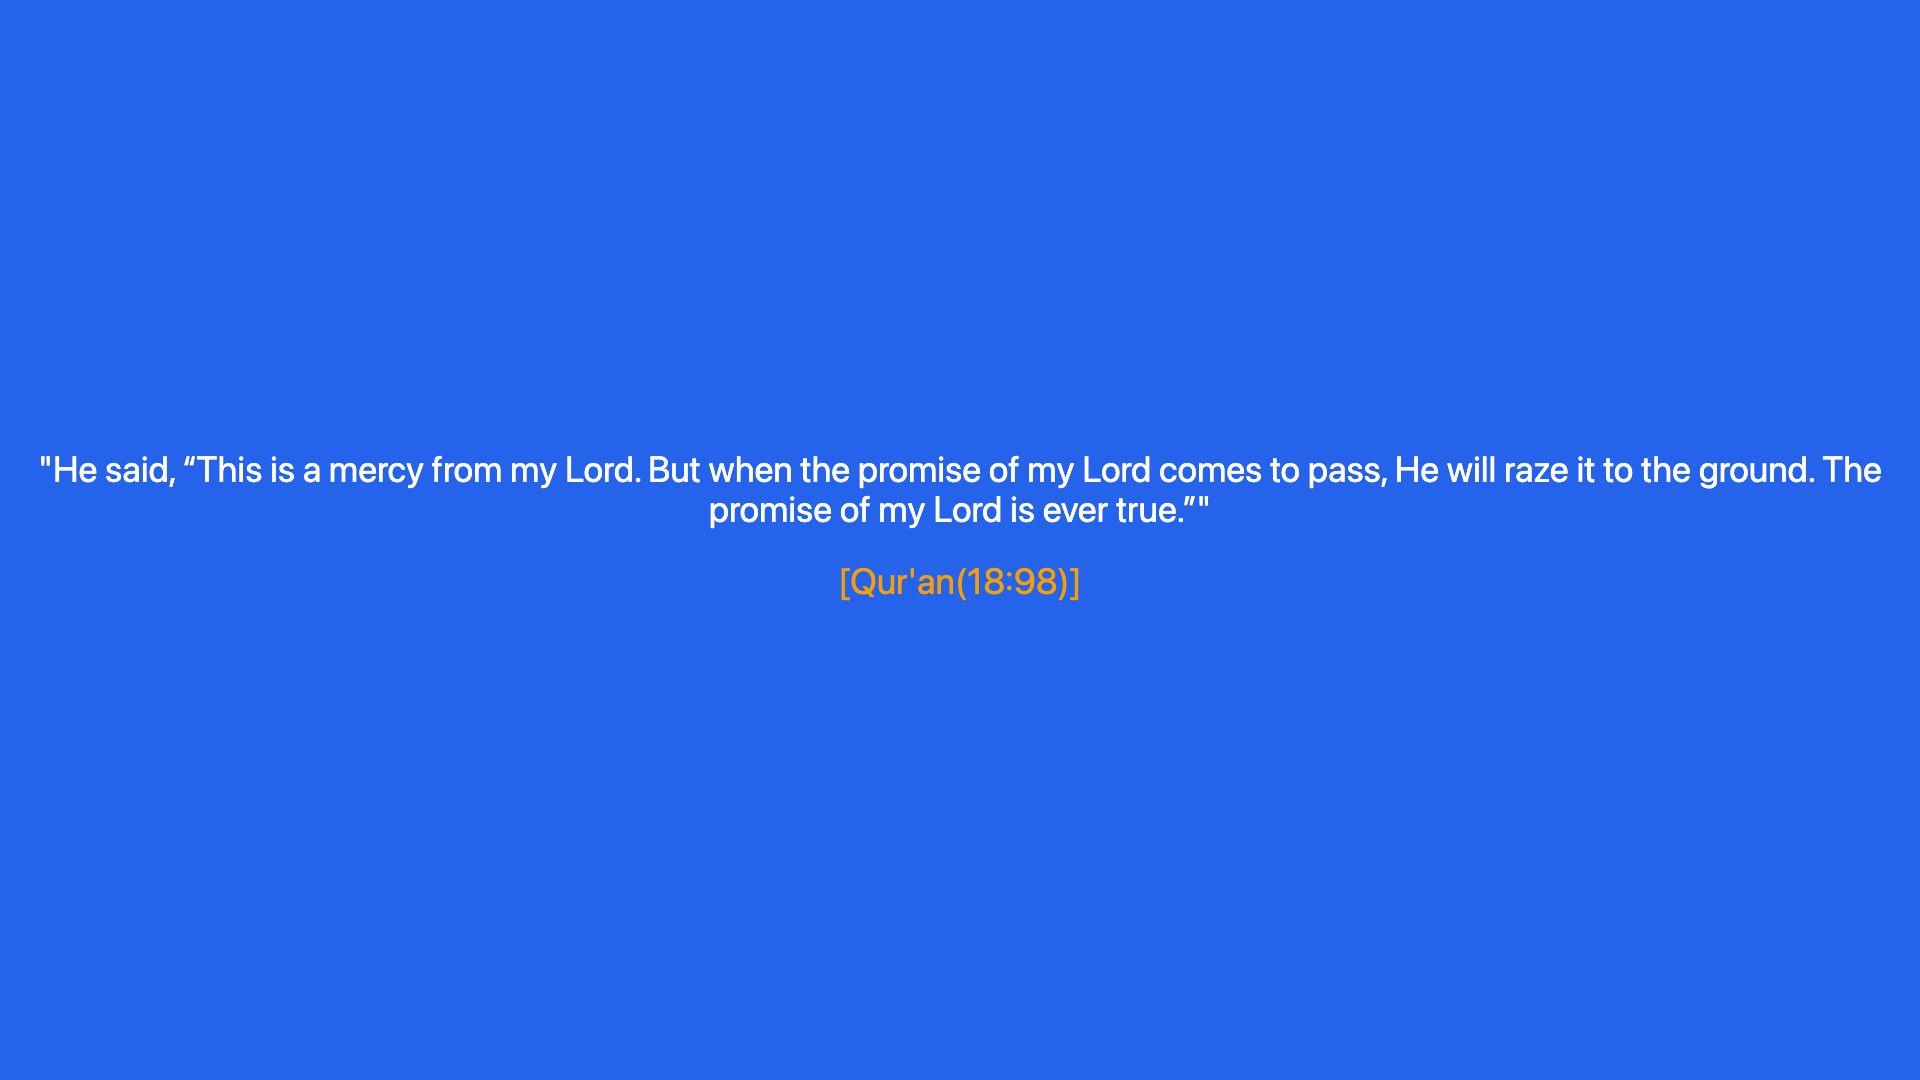 "He said, “This is a mercy from my Lord. But when the promise of my Lord comes to pass, He will raze it to the ground. The
promise of my Lord is ever true.”"
[Qur'an(18:98)]